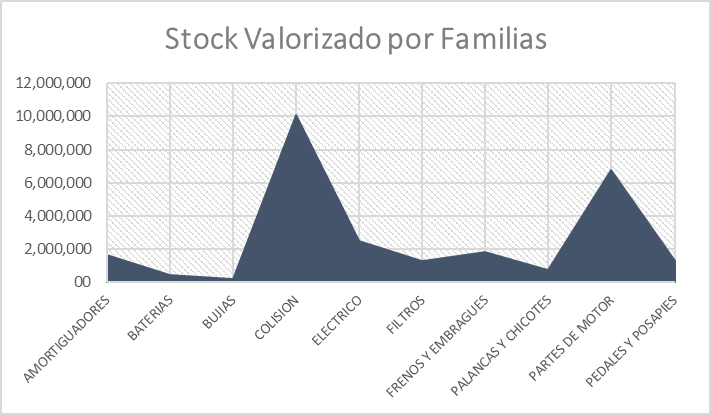 Stock Valorizado por Familias
12,000,000
10,000,000
8,000,000
6,000,000
4,000,000
2,000,000
00
AMORTIGUADORES
BATERIAS
BUJIAS
COLISION
ELECTRICO
FILTROS
FRENOS Y EMBRAGUES
PALANCAS Y CHICOTES
PARTES DE MOTOR
PEDALES Y POSAPIES